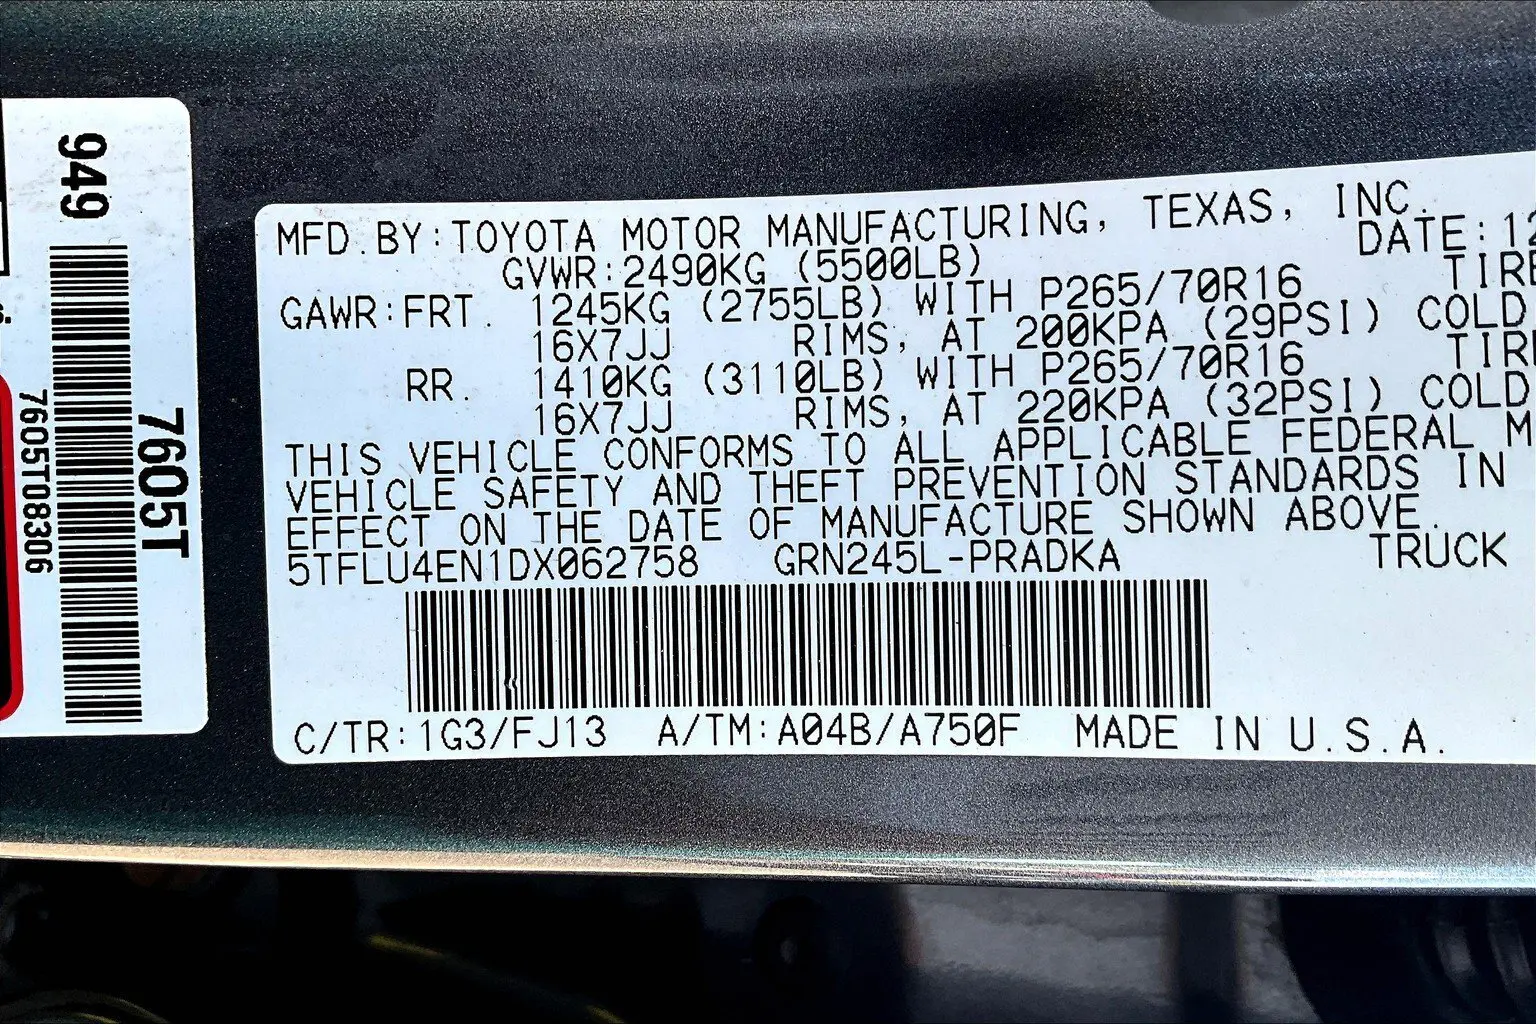 949
7605T
7605T08306
MFD. BY: TOYOTA MOTOR MANUFACTURING, TEXAS, INC.
DATE: 12
GVWR: 2490KG (5500LB)
GAWR: FRT. 1245KG (2755LB) WITH P265/70R16
16X7JJ RIMS, AT 200KPA (29PSI) COLD
RR. 1410KG (3110LB) WITH P265/70R16
16X7JJ RIMS, AT 220KPA (32PSI) COLD
THIS VEHICLE CONFORMS TO ALL APPLICABLE FEDERAL M
VEHICLE SAFETY AND THEFT PREVENTION STANDARDS IN
EFFECT ON THE DATE OF MANUFACTURE SHOWN ABOVE.
5TFLU4EN1DX062758 GRN245L-PRADKA TRUCK
C/TR: 1G3/FJ13 A/TM: A04B/A750F MADE IN U.S.A.